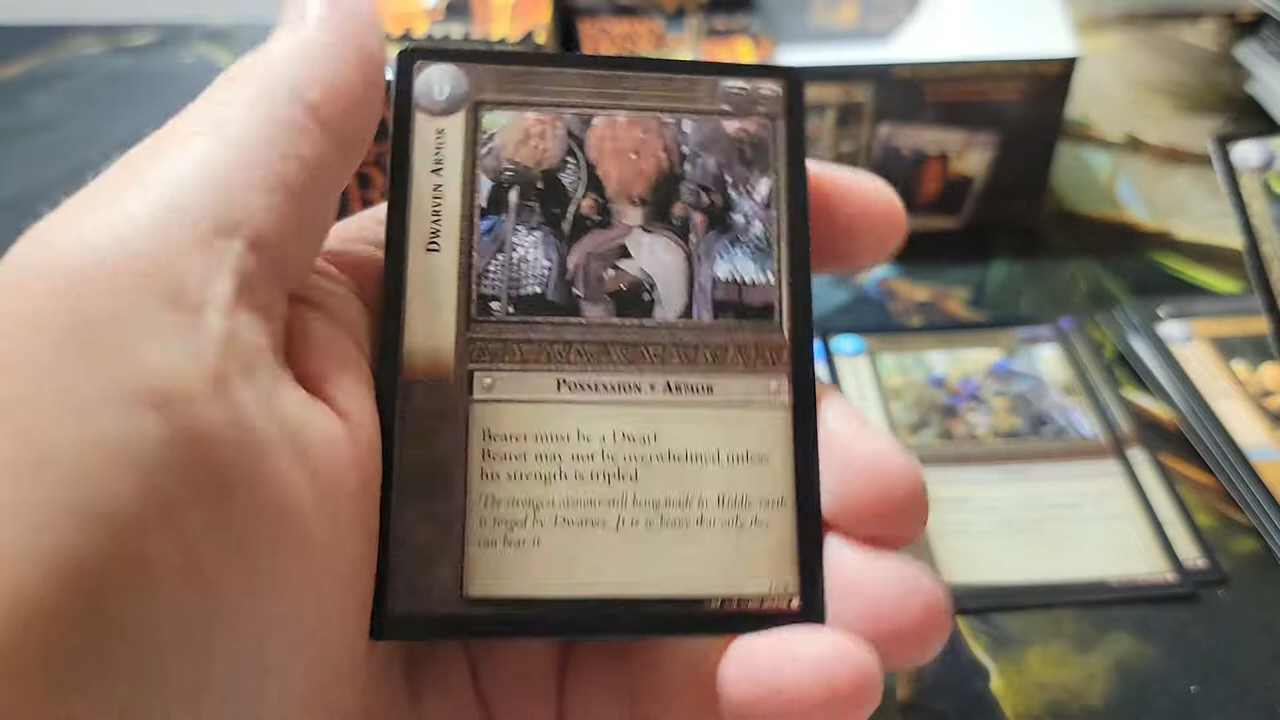 0
DWARVEN ARMOR
POSSESSION • ARMOR
Bearer must be a Dwarf.
Bearer may not be overwhelmed unless
his strength is tripled.
The strongest armor still being made in Middle-earth
is forged by Dwarves. It is so heavy that only they
can bear it.